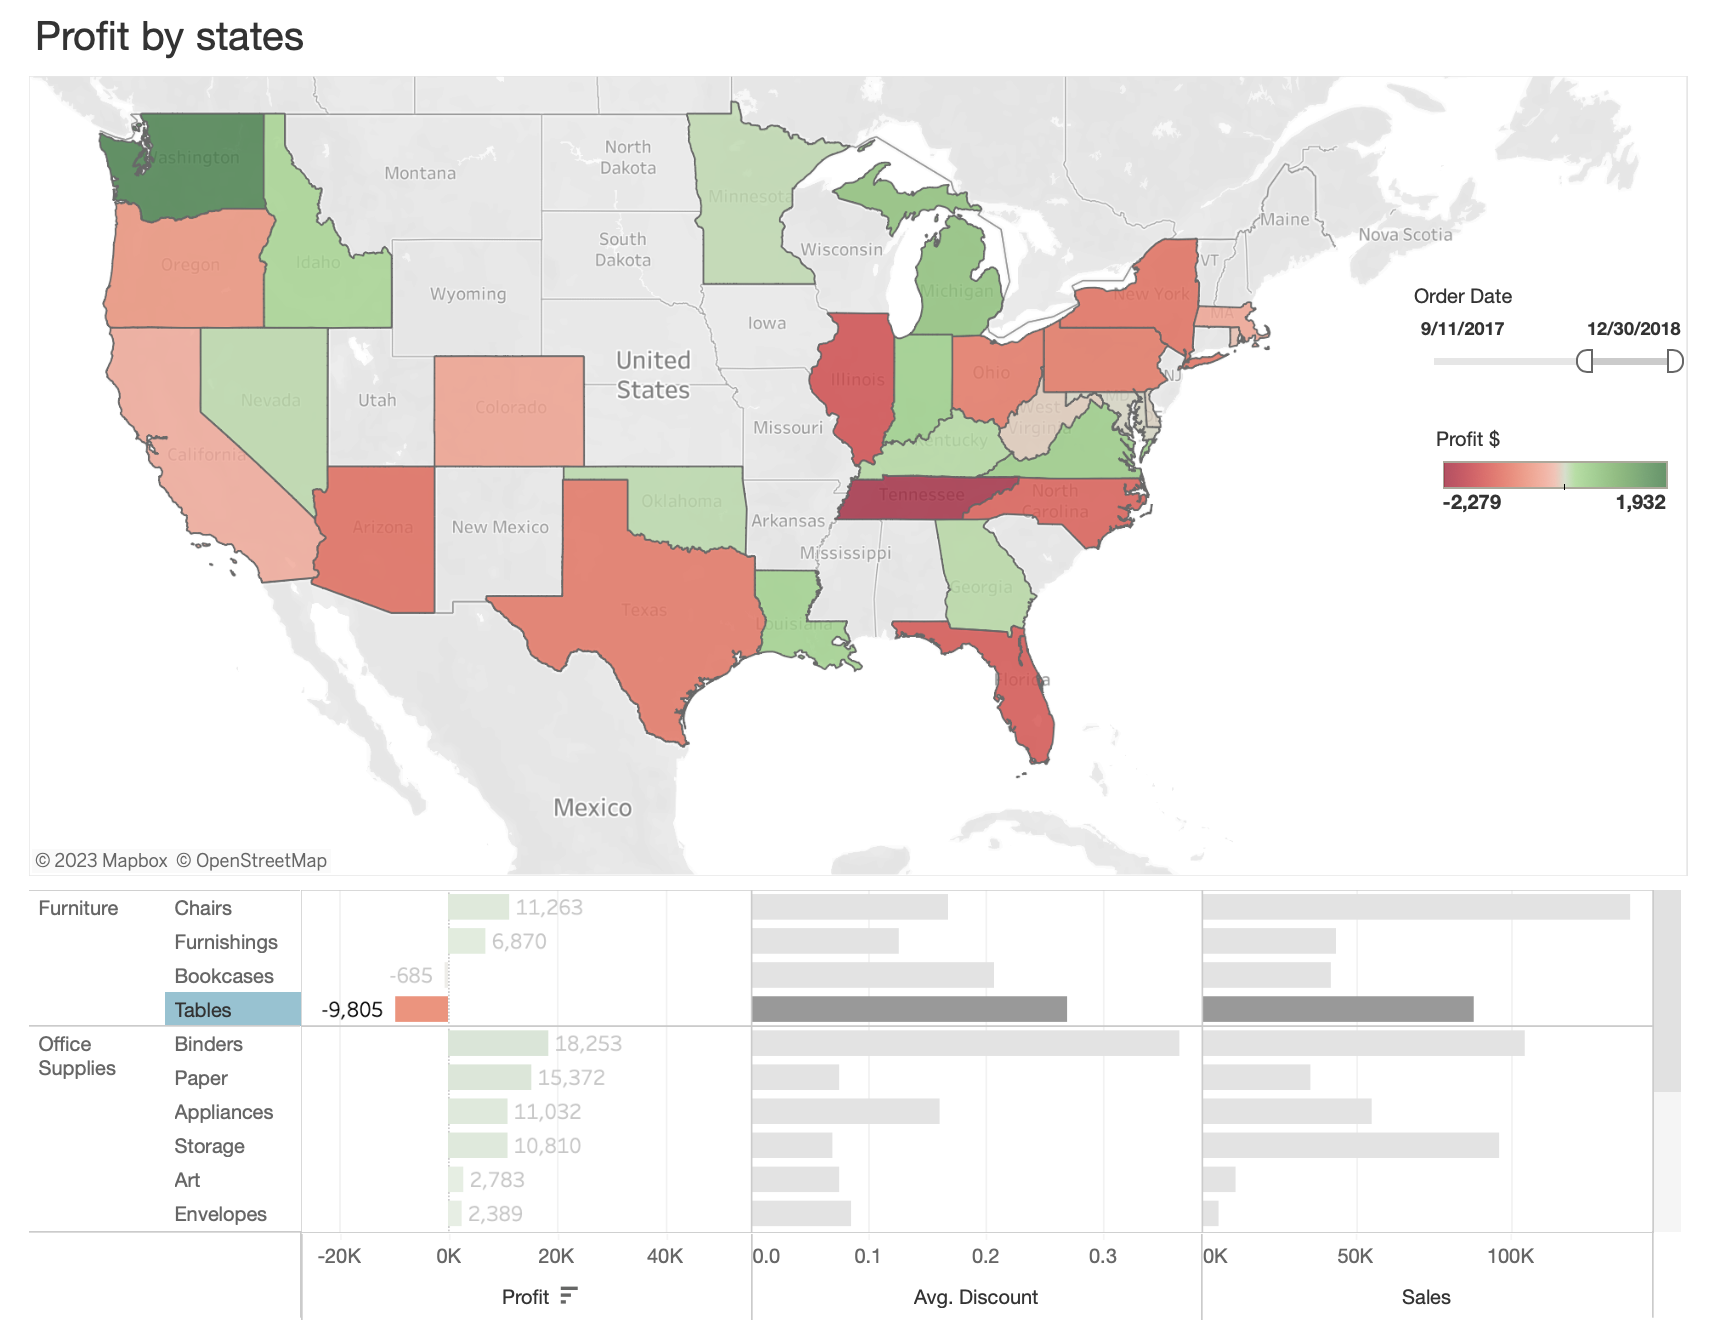 Profit by states
Washington
Montana
North
Dakota
Minnesota
Oregon
Idaho
South
Dakota
Wisconsin
Michigan
Wyoming
Iowa
Maine
Nova Scotia
VT
New York
MA
Order Date
9/11/2017 12/30/2018
United
States
Nevada
Utah
Colorado
Illinois
Ohio
NJ
MD
Missouri
West
Virginia
Kentucky
California
Profit $
-2,279 1,932
Arizona
New Mexico
Oklahoma
Arkansas
Tennessee
North
Carolina
Mississippi
Georgia
Texas
Louisiana
Florida
Mexico
© 2023 Mapbox © OpenStreetMap
Furniture Chairs 11,263
Furnishings 6,870
Bookcases -685
Tables -9,805
Office
Supplies
Binders 18,253
Paper 15,372
Appliances 11,032
Storage 10,810
Art 2,783
Envelopes 2,389
-20K 0K 20K 40K 0.0 0.1 0.2 0.3 0K 50K 100K
Profit Avg. Discount Sales